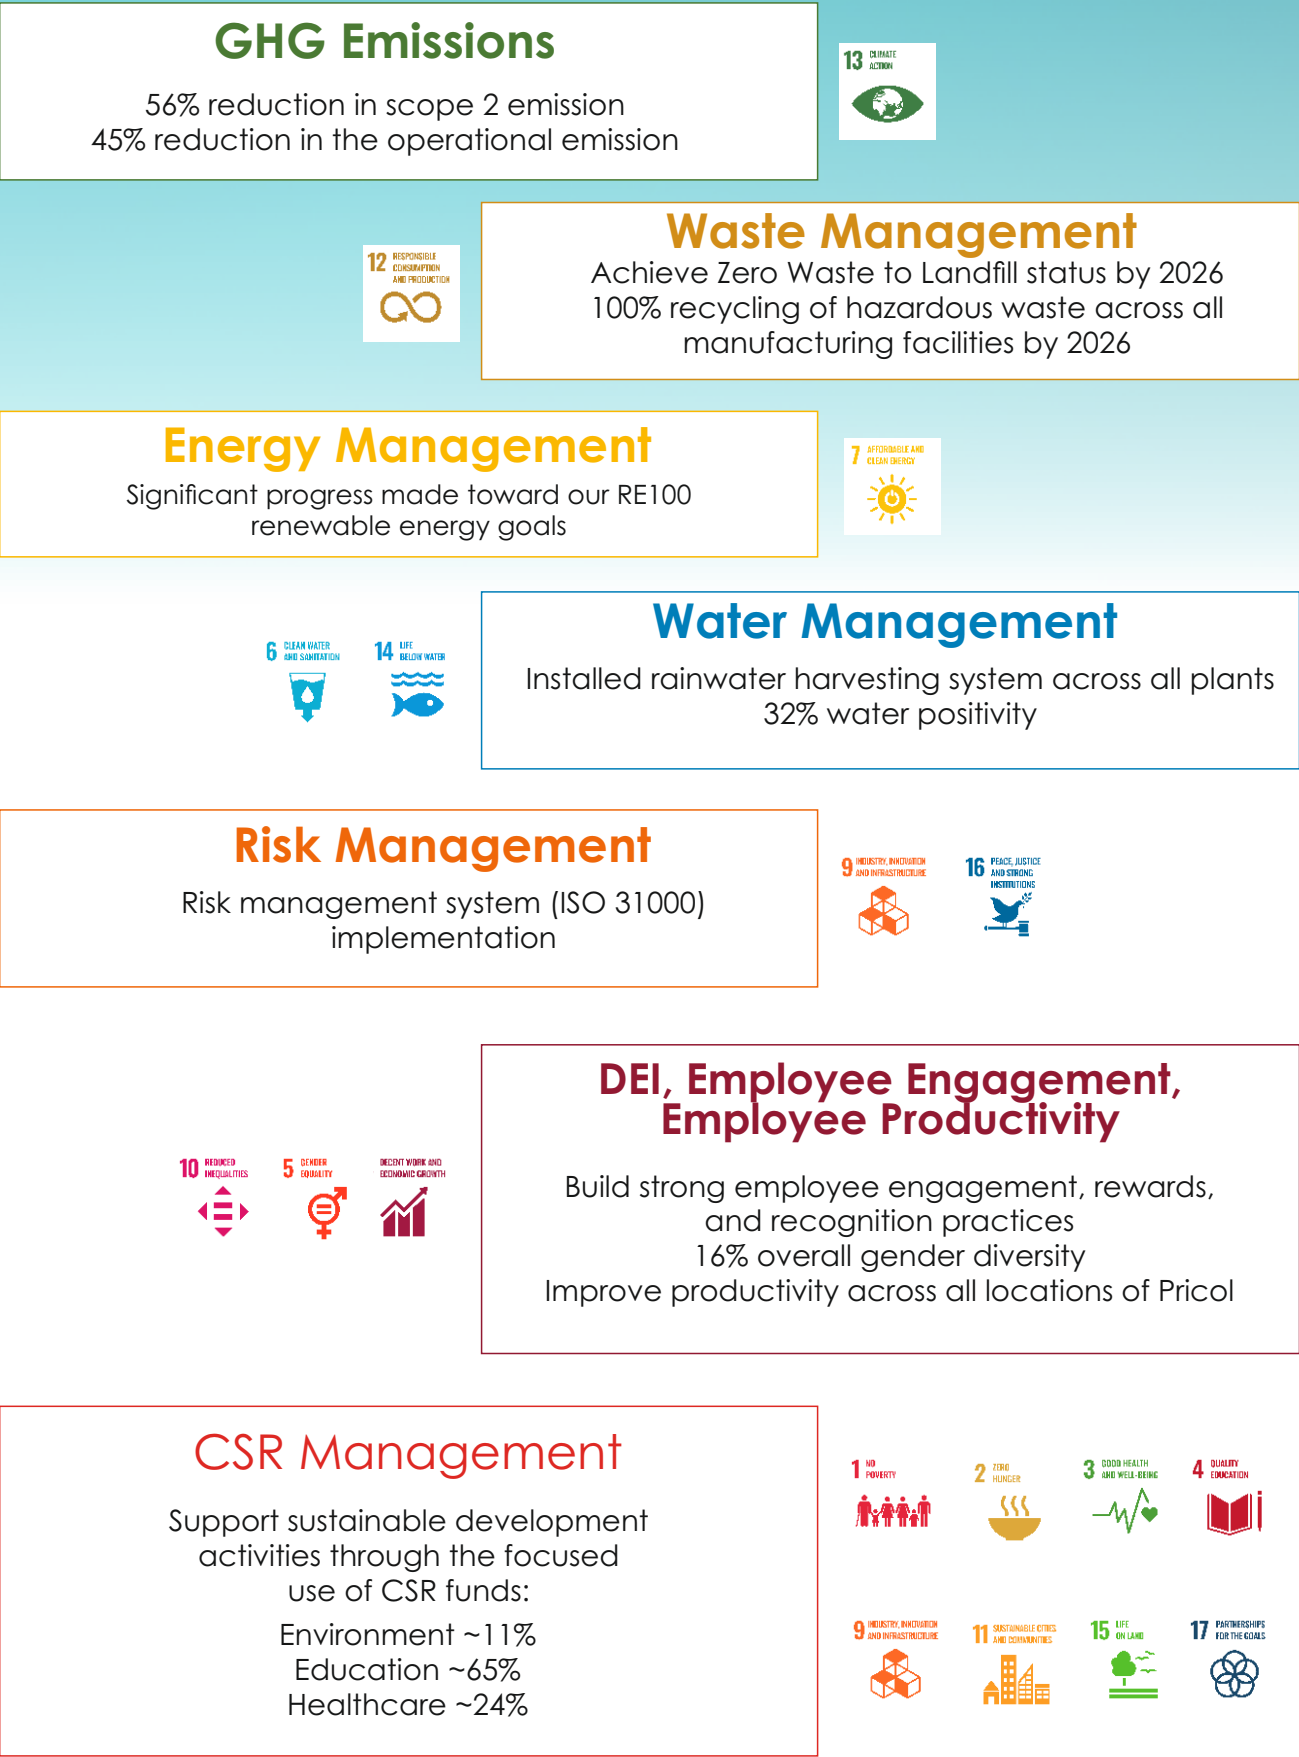 GHG Emissions
56% reduction in scope 2 emission
45% reduction in the operational emission
13 CLIMATE
ACTION
Waste Management
Achieve Zero Waste to Landfill status by 2026
100% recycling of hazardous waste across all
manufacturing facilities by 2026
12 RESPONSIBLE
CONSUMPTION
AND PRODUCTION
Energy Management
Significant progress made toward our RE100
renewable energy goals
7 AFFORDABLE AND
CLEAN ENERGY
Water Management
Installed rainwater harvesting system across all plants
32% water positivity
6 CLEAN WATER
AND SANITATION
14 LIFE
BELOW WATER
Risk Management
Risk management system (ISO 31000)
implementation
9 INDUSTRY, INNOVATION
AND INFRASTRUCTURE
16 PEACE, JUSTICE
AND STRONG
INSTITUTIONS
DEI, Employee Engagement,
Employee Productivity
Build strong employee engagement, rewards,
and recognition practices
16% overall gender diversity
Improve productivity across all locations of Pricol
10 REDUCED
INEQUALITIES
5 GENDER
EQUALITY
DECENT WORK AND
ECONOMIC GROWTH
CSR Management
Support sustainable development
activities through the focused
use of CSR funds:
Environment ~11%
Education ~65%
Healthcare ~24%
1 NO
POVERTY
2 ZERO
HUNGER
3 GOOD HEALTH
AND WELL-BEING
4 QUALITY
EDUCATION
9 INDUSTRY, INNOVATION
AND INFRASTRUCTURE
11 SUSTAINABLE CITIES
AND COMMUNITIES
15 LIFE
ON LAND
17 PARTNERSHIPS
FOR THE GOALS